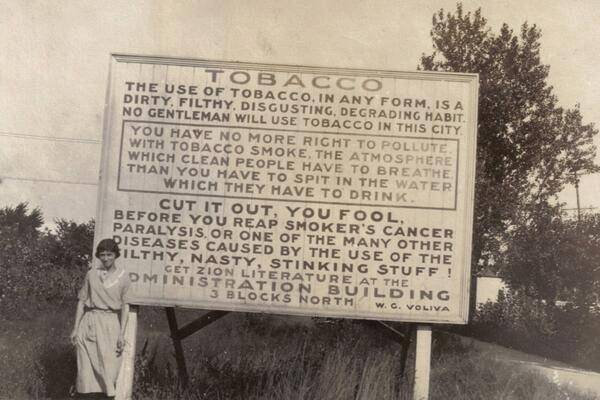 TOBACCO
THE USE OF TOBACCO, IN ANY FORM, IS A
DIRTY, FILTHY, DISGUSTING, DEGRADING HABIT.
NO GENTLEMAN WILL USE TOBACCO IN THIS CITY.
YOU HAVE NO MORE RIGHT TO POLLUTE,
WITH TOBACCO SMOKE, THE ATMOSPHERE
WHICH CLEAN PEOPLE HAVE TO BREATHE
THAN YOU HAVE TO SPIT IN THE WATER
WHICH THEY HAVE TO DRINK.
CUT IT OUT, YOU FOOL,
BEFORE YOU REAP SMOKER'S CANCER
PARALYSIS, OR ONE OF THE MANY OTHER
DISEASES CAUSED BY THE USE OF THE
ILTHY, NASTY, STINKING STUFF!
GET ZION LITERATURE AT THE
DMINISTRATION BUILDING
3 BLOCKS NORTH W. G. VOLIVA